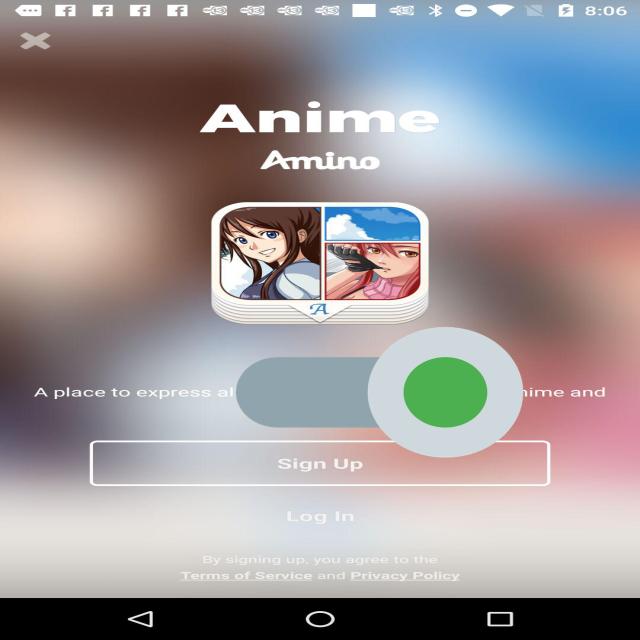 8:06
Anime
Amino
A
A place to express al nime and
Sign Up
Log In
By signing up, you agree to the
Terms of Service and Privacy Policy